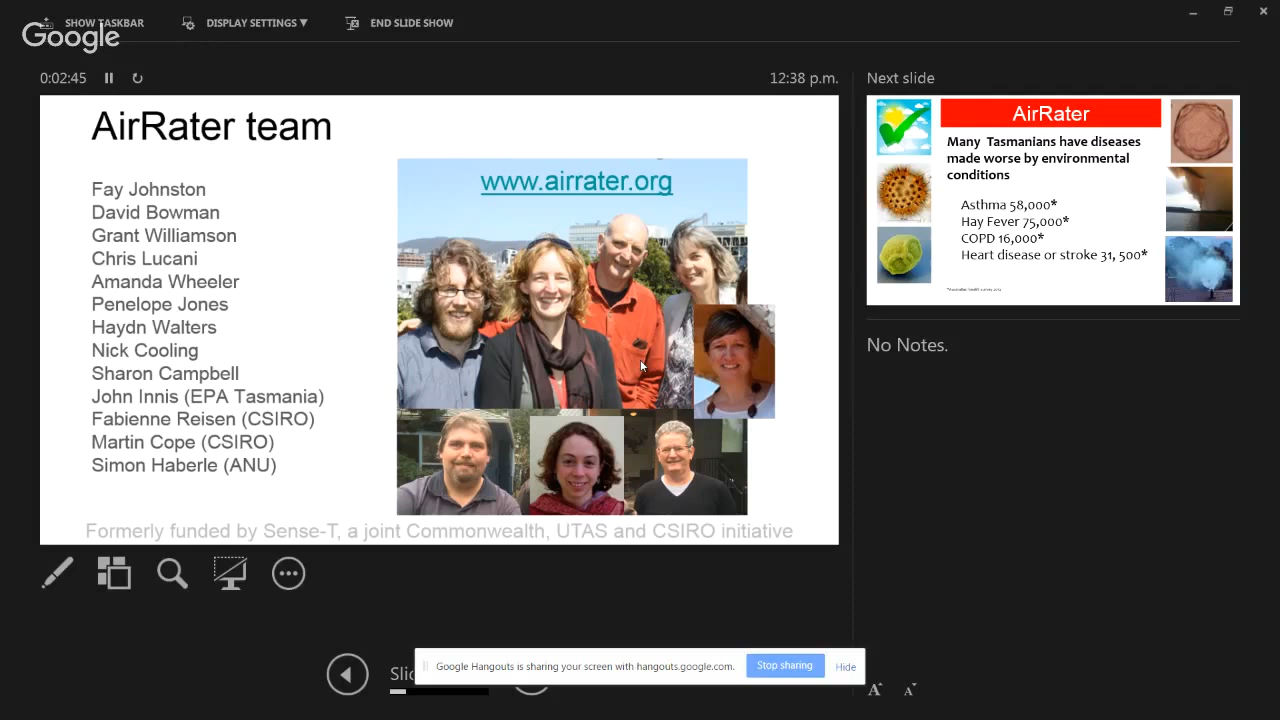 SHOW TASKBAR
DISPLAY SETTINGS ▼
END SLIDE SHOW
Google
0:02:45
12:38 p.m.
AirRater team
Fay Johnston
David Bowman
Grant Williamson
Chris Lucani
Amanda Wheeler
Penelope Jones
Haydn Walters
Nick Cooling
Sharon Campbell
John Innis (EPA Tasmania)
Fabienne Reisen (CSIRO)
Martin Cope (CSIRO)
Simon Haberle (ANU)
www.airrater.org
Formerly funded by Sense-T, a joint Commonwealth, UTAS and CSIRO initiative
Next slide
AirRater
Many Tasmanians have diseases
made worse by environmental
conditions
Asthma 58,000*
Hay Fever 75,000*
COPD 16,000*
Heart disease or stroke 31, 500*
No Notes.
Slid
Google Hangouts is sharing your screen with hangouts.google.com.
Stop sharing
Hide
A A